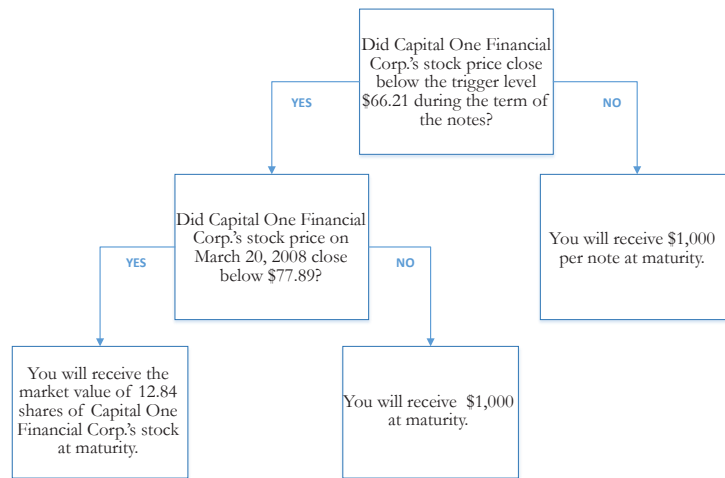 Did Capital One Financial
Corp.'s stock price close
below the trigger level
$66.21 during the term of
the notes?
YES
NO
Did Capital One Financial
Corp.'s stock price on
March 20, 2008 close
below $77.89?
You will receive $1,000
per note at maturity.
YES
NO
You will receive the
market value of 12.84
shares of Capital One
Financial Corp.'s stock
at maturity.
You will receive $1,000
at maturity.